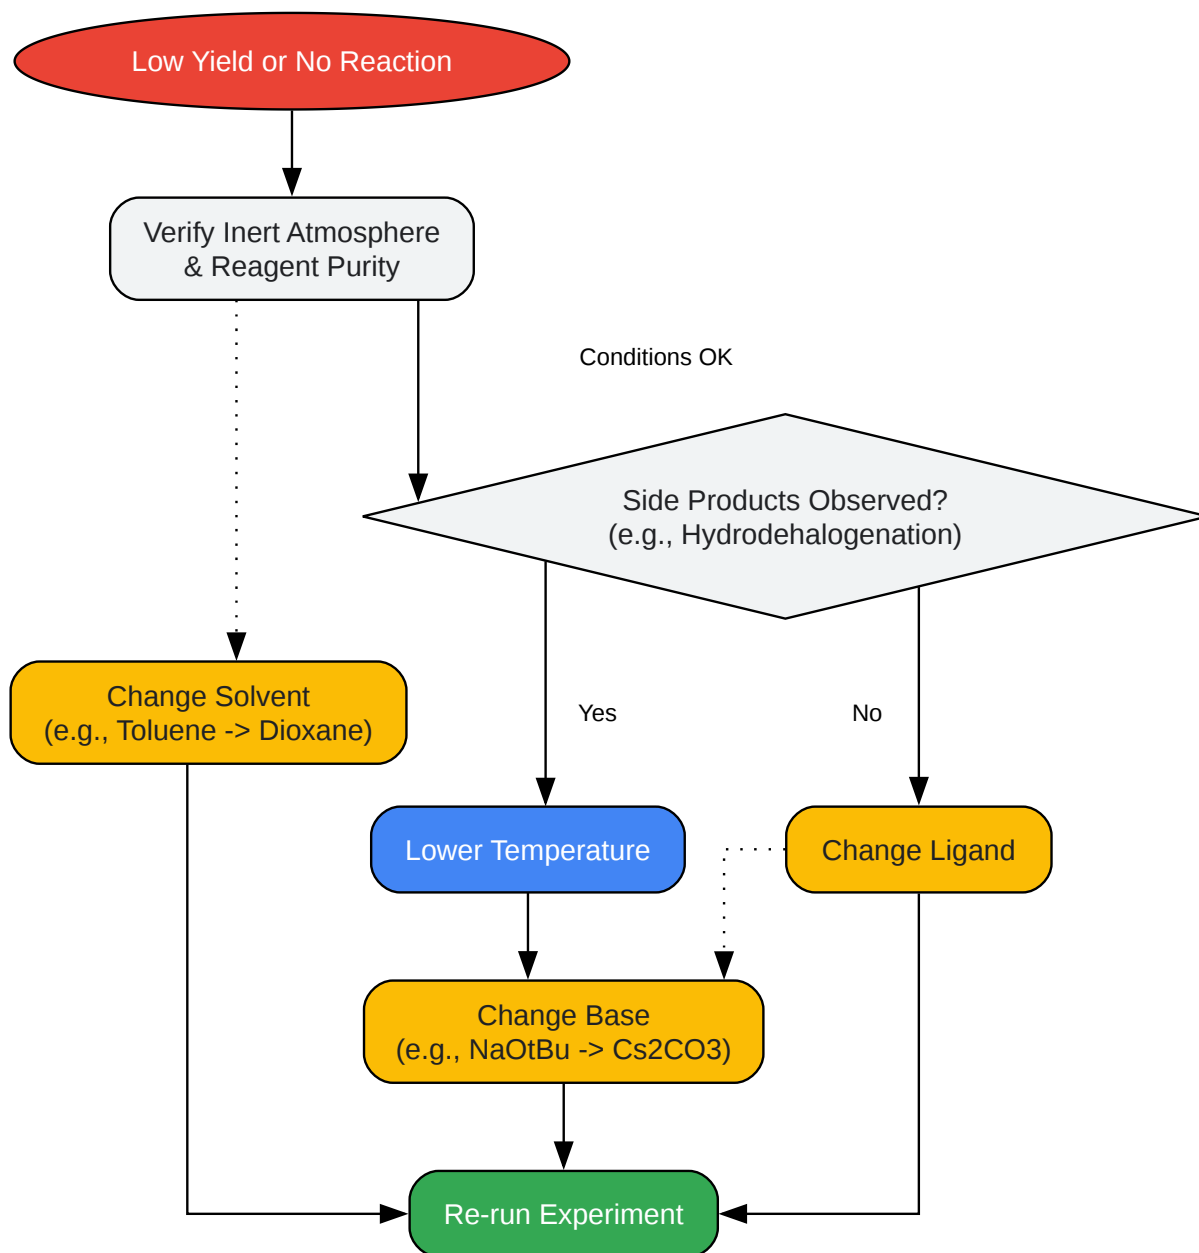 Low Yield or No Reaction
Verify Inert Atmosphere
& Reagent Purity
Conditions OK
Side Products Observed?
(e.g., Hydrodehalogenation)
Change Solvent
(e.g., Toluene -> Dioxane)
Yes
No
Lower Temperature
Change Ligand
Change Base
(e.g., NaOtBu -> Cs2CO3)
Re-run Experiment